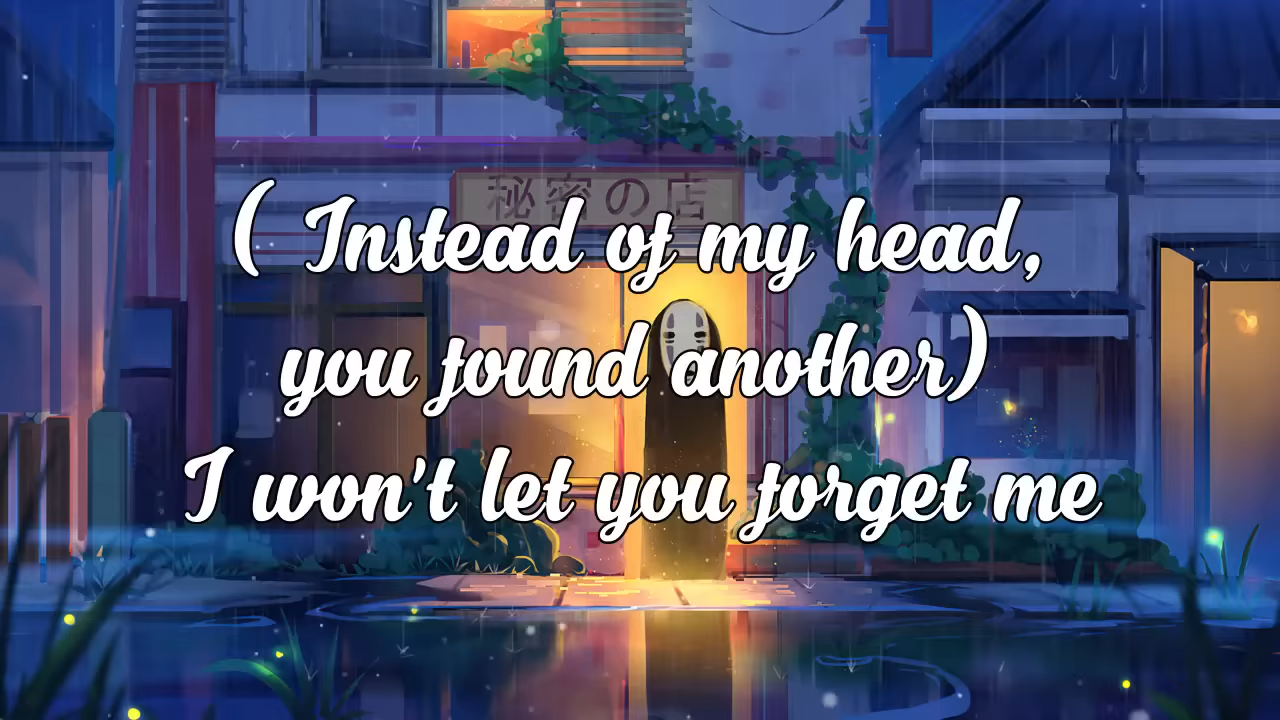 秘密の店
( Instead of my head,
you found another)
I won't let you forget me